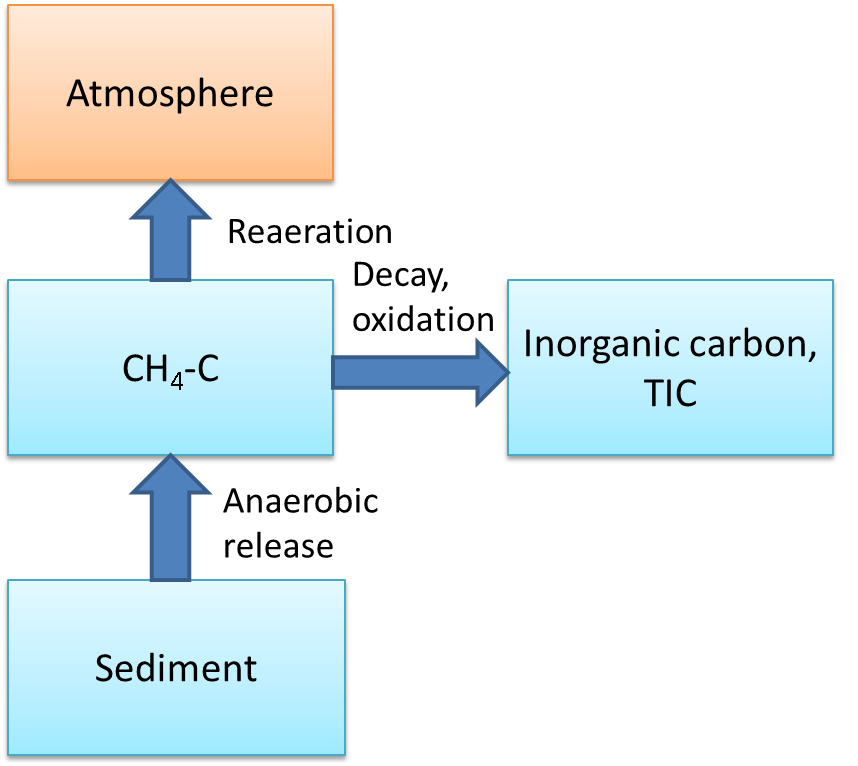 Atmosphere
Reaeration
Decay,
oxidation
CH₄-C
Inorganic carbon,
TIC
Anaerobic
release
Sediment